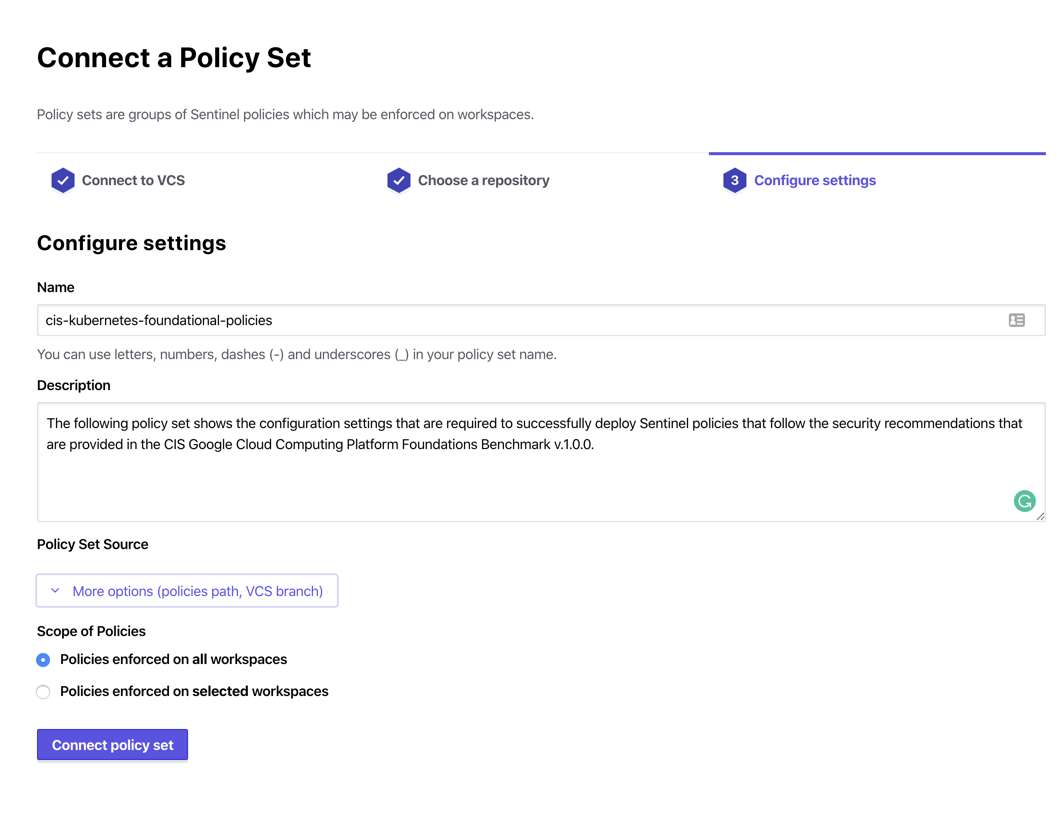 Connect a Policy Set
Policy sets are groups of Sentinel policies which may be enforced on workspaces.
Connect to VCS
Choose a repository
3 Configure settings
Configure settings
Name
cis-kubernetes-foundational-policies
You can use letters, numbers, dashes (-) and underscores (_) in your policy set name.
Description
The following policy set shows the configuration settings that are required to successfully deploy Sentinel policies that follow the security recommendations that
are provided in the CIS Google Cloud Computing Platform Foundations Benchmark v.1.0.0.
Policy Set Source
More options (policies path, VCS branch)
Scope of Policies
Policies enforced on all workspaces
Policies enforced on selected workspaces
Connect policy set